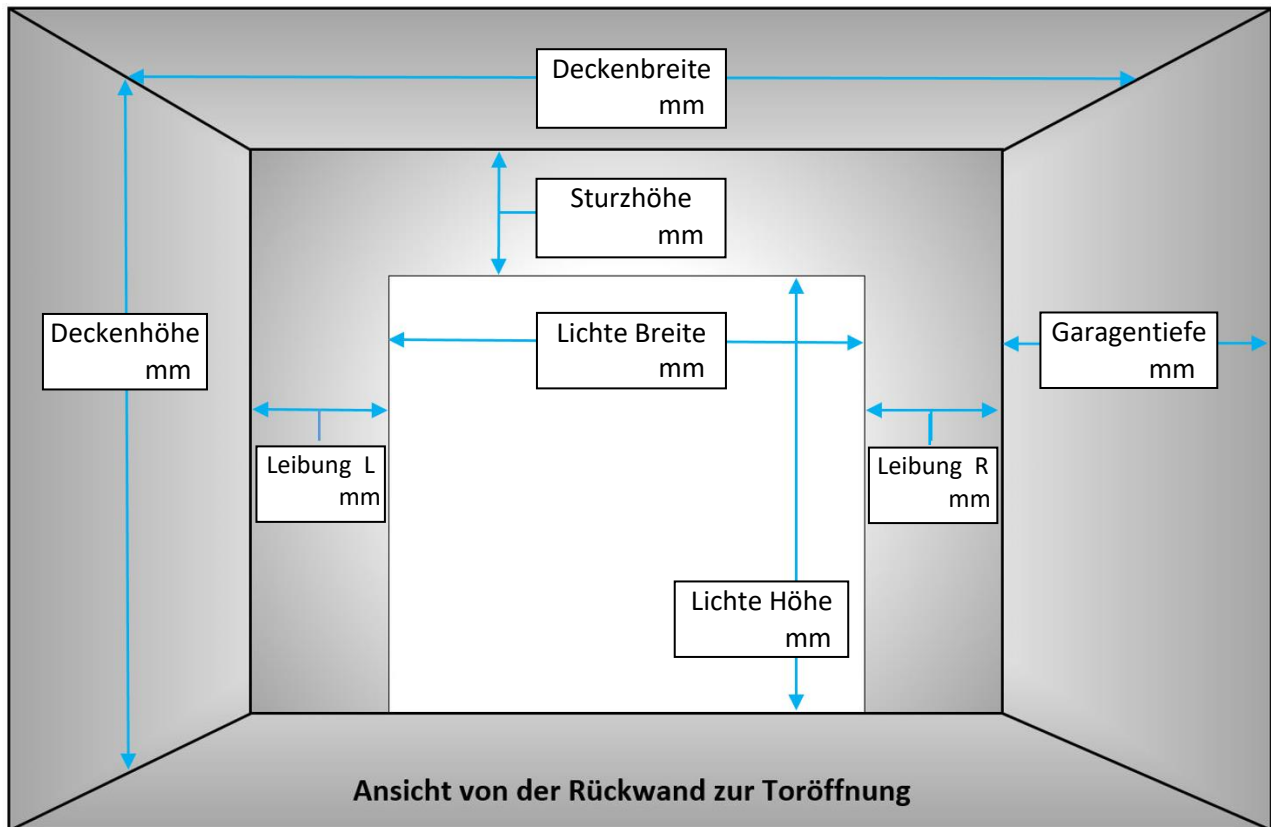 Deckenbreite
mm
Sturzhöhe
mm
Deckenhöhe
mm
Lichte Breite
mm
Garagentiefe
mm
Leibung L
mm
Leibung R
mm
Lichte Höhe
mm
Ansicht von der Rückwand zur Toröffnung